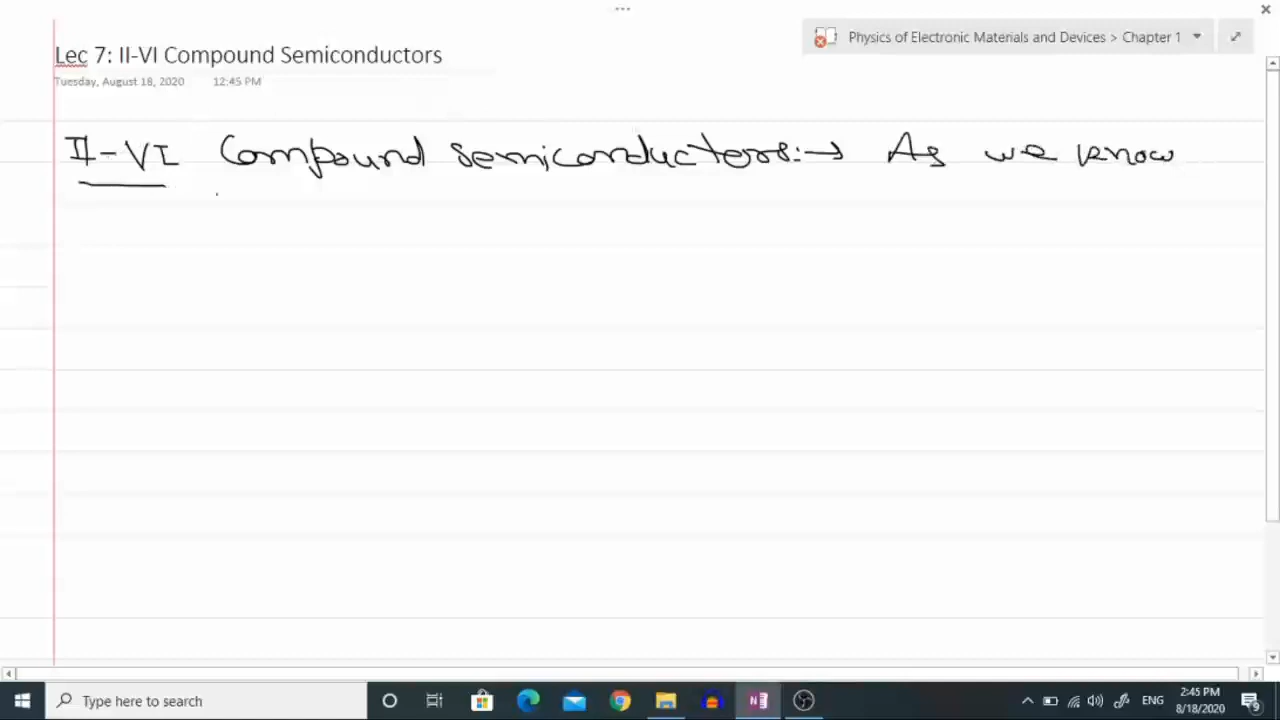 Physics of Electronic Materials and Devices > Chapter 1
Lec 7: II-VI Compound Semiconductors
Tuesday, August 18, 2020 12:45 PM
II-VI Compound semiconductors:→ As we know
Type here to search
ENG
2:45 PM
8/18/2020
9